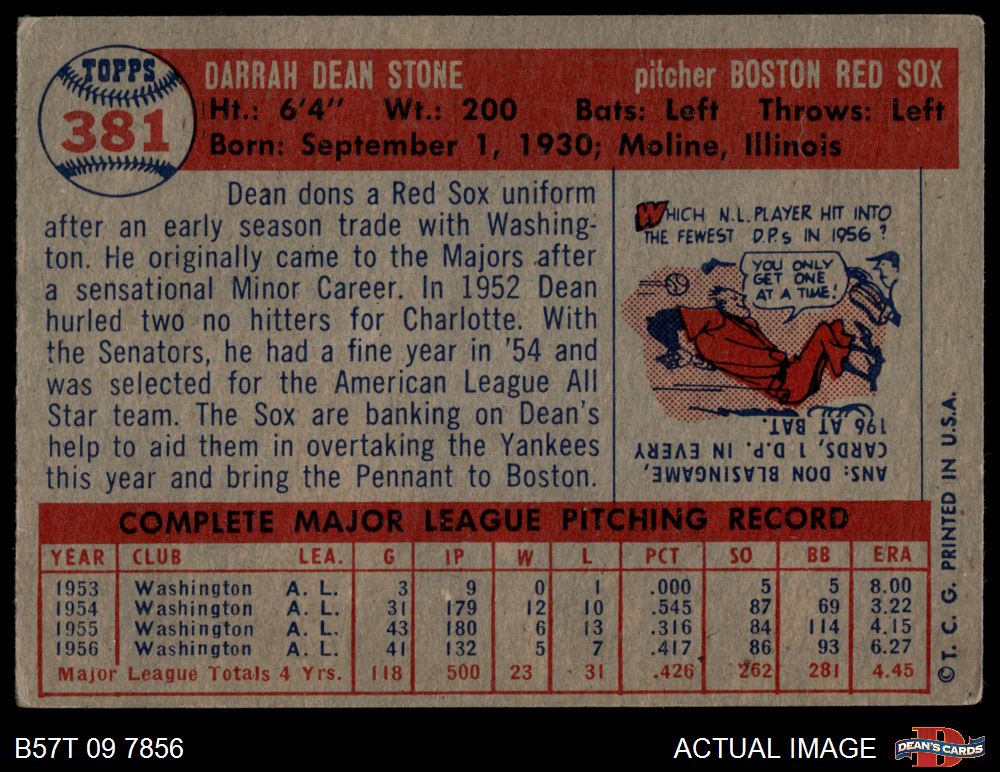 TOPPS
381
DARRAH DEAN STONE pitcher BOSTON RED SOX
Ht.: 6'4" Wt.: 200 Bats: Left Throws: Left
Born: September 1, 1930; Moline, Illinois
Dean dons a Red Sox uniform
after an early season trade with Washing-
ton. He originally came to the Majors after
a sensational Minor Career. In 1952 Dean
hurled two no hitters for Charlotte. With
the Senators, he had a fine year in '54 and
was selected for the American League All
Star team. The Sox are banking on Dean's
help to aid them in overtaking the Yankees
this year and bring the Pennant to Boston.
WHICH N.L. PLAYER HIT INTO
THE FEWEST D.P.s IN 1956?
YOU ONLY
GET ONE
AT A TIME!
ANS: DON BLASINGAME,
CARDS, 1 D.P. IN EVERY
196 AT BAT.
COMPLETE MAJOR LEAGUE PITCHING RECORD
YEAR CLUB LEA. G IP W L PCT SO BB ERA
1953 Washington A. L. 3 9 0 1 .000 5 5 8.00
1954 Washington A. L. 31 179 12 10 .545 87 69 3.22
1955 Washington A. L. 43 180 6 13 .316 84 114 4.15
1956 Washington A. L. 41 132 5 7 .417 86 93 6.27
Major League Totals 4 Yrs. 118 500 23 31 .426 262 281 4.45
© T. C. G. PRINTED IN U.S.A.
B57T 09 7856 ACTUAL IMAGE
DEAN'S CARDS